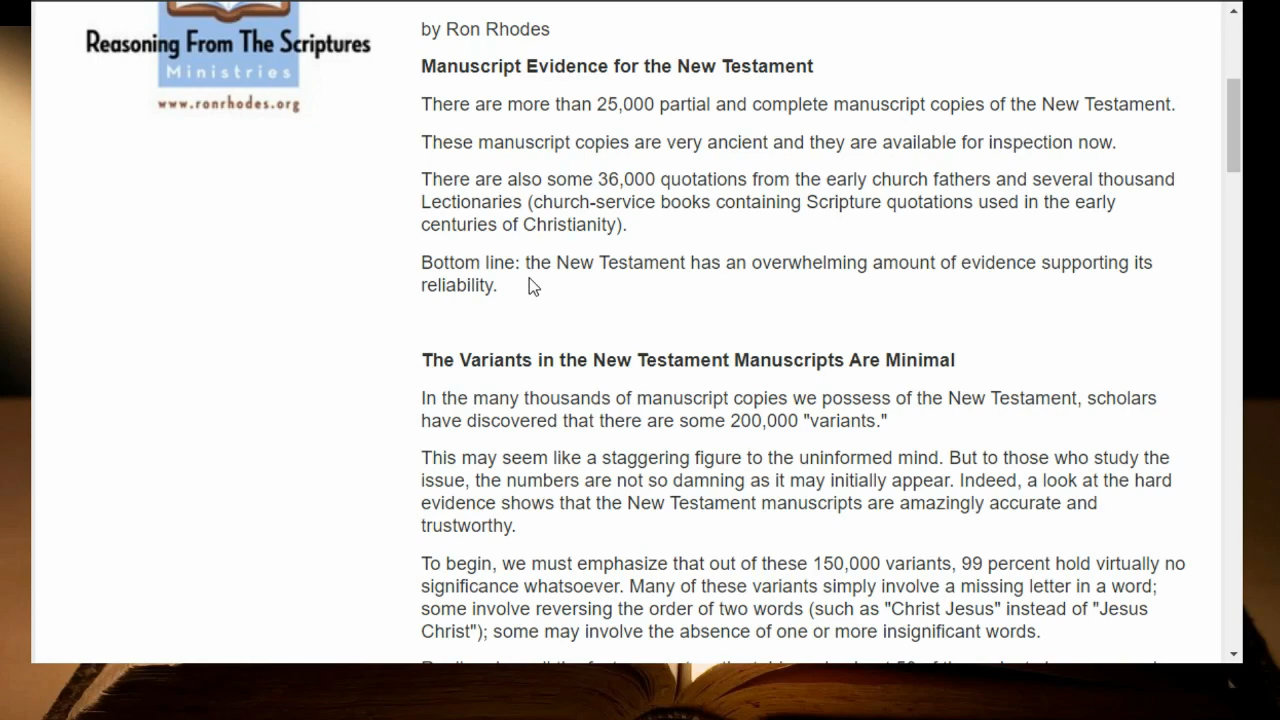 Reasoning From The Scriptures
Ministries
www.ronrhodes.org
by Ron Rhodes
Manuscript Evidence for the New Testament
There are more than 25,000 partial and complete manuscript copies of the New Testament.
These manuscript copies are very ancient and they are available for inspection now.
There are also some 36,000 quotations from the early church fathers and several thousand
Lectionaries (church-service books containing Scripture quotations used in the early
centuries of Christianity).
Bottom line: the New Testament has an overwhelming amount of evidence supporting its
reliability.
The Variants in the New Testament Manuscripts Are Minimal
In the many thousands of manuscript copies we possess of the New Testament, scholars
have discovered that there are some 200,000 "variants."
This may seem like a staggering figure to the uninformed mind. But to those who study the
issue, the numbers are not so damning as it may initially appear. Indeed, a look at the hard
evidence shows that the New Testament manuscripts are amazingly accurate and
trustworthy.
To begin, we must emphasize that out of these 150,000 variants, 99 percent hold virtually no
significance whatsoever. Many of these variants simply involve a missing letter in a word;
some involve reversing the order of two words (such as "Christ Jesus" instead of "Jesus
Christ"); some may involve the absence of one or more insignificant words.